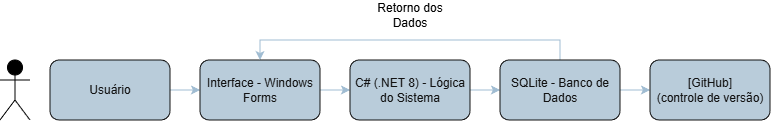 Retorno dos
Dados
Usuário
Interface - Windows
Forms
C# (.NET 8) - Lógica
do Sistema
SQLite - Banco de
Dados
[GitHub]
(controle de versão)